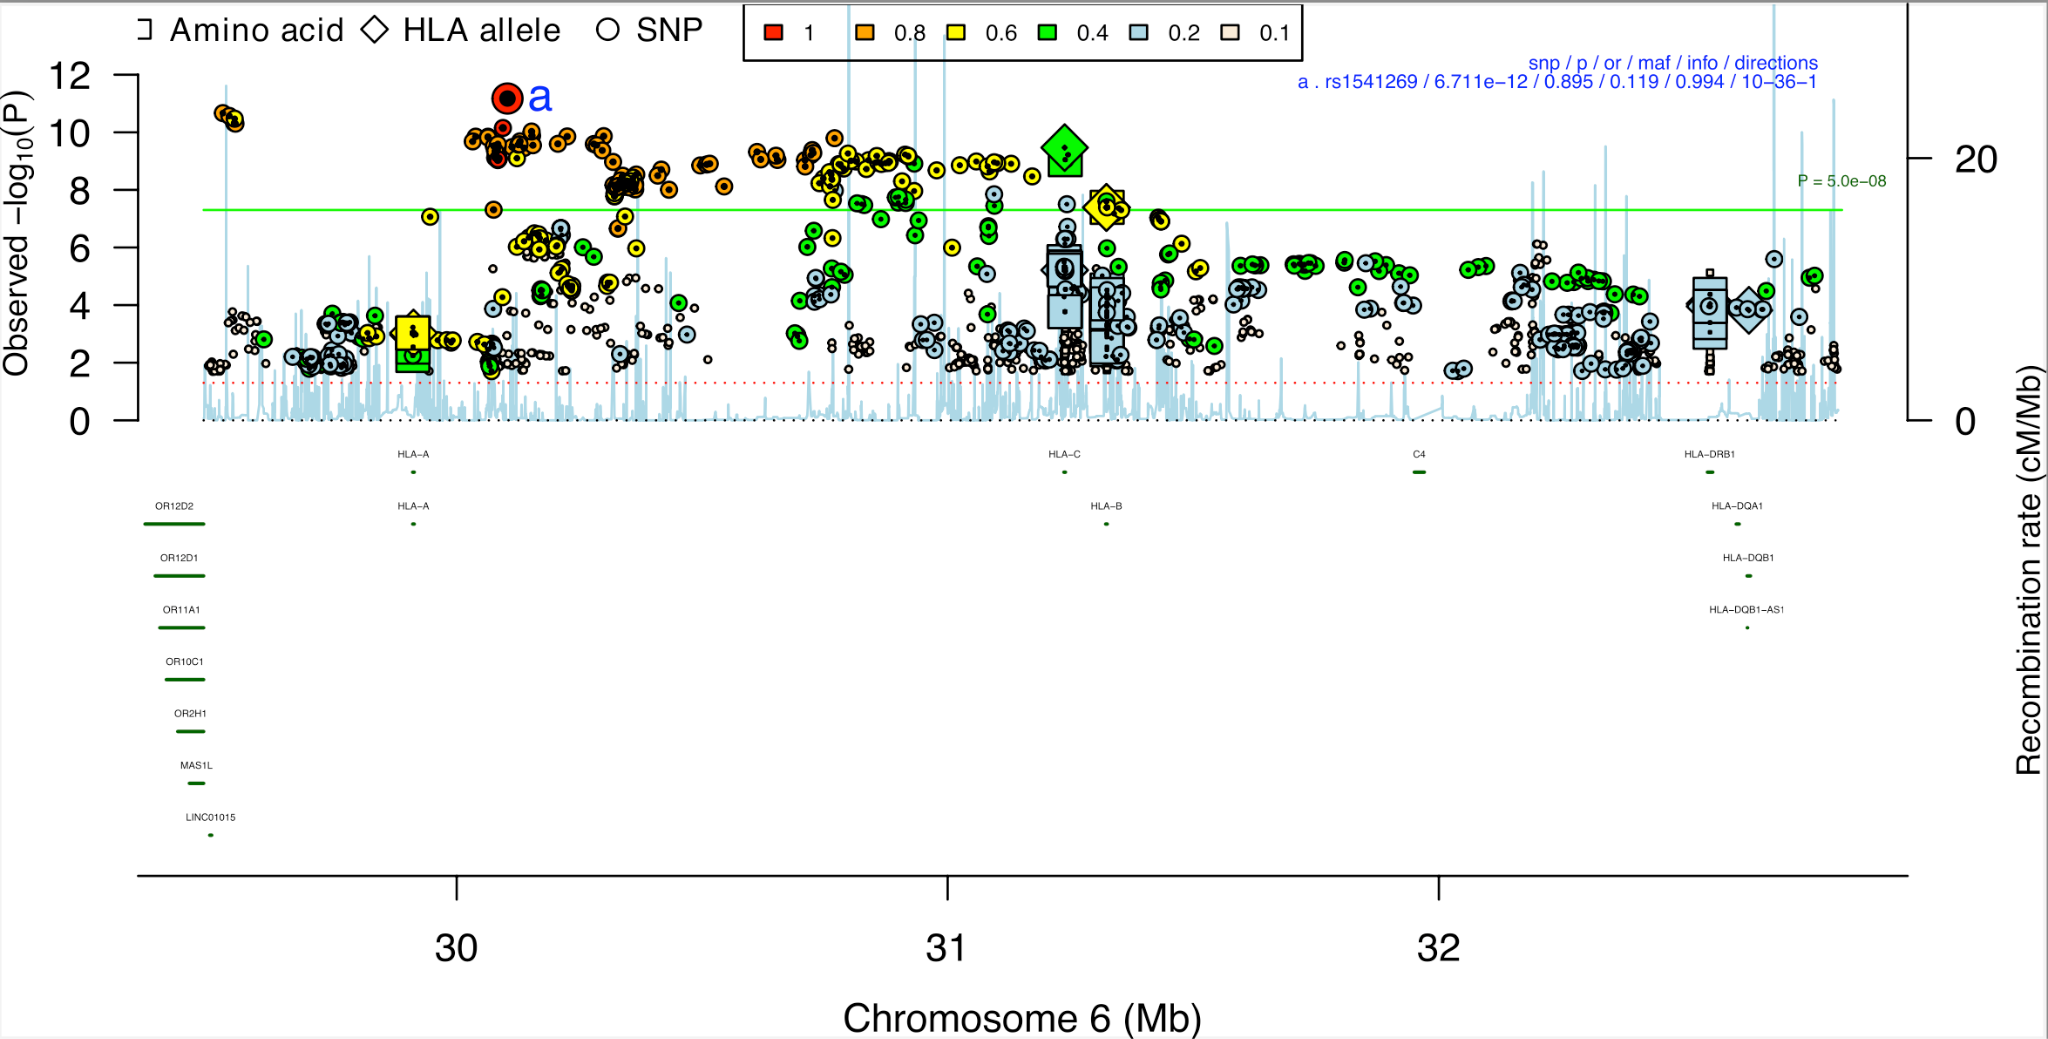 Amino acid HLA allele SNP
1 0.8 0.6 0.4 0.2 0.1
snp / p / or / maf / info / directions
a . rs1541269 / 6.711e−12 / 0.895 / 0.119 / 0.994 / 10−36−1
a
P = 5.0e−08
Observed −log10(P)
12
10
8
6
4
2
0
20
0
Recombination rate (cM/Mb)
HLA−A HLA−C C4 HLA−DRB1
OR12D2 HLA−A HLA−B HLA−DQA1
OR12D1 HLA−DQB1
OR11A1 HLA−DQB1−AS1
OR10C1
OR2H1
MAS1L
LINC01015
30 31 32
Chromosome 6 (Mb)